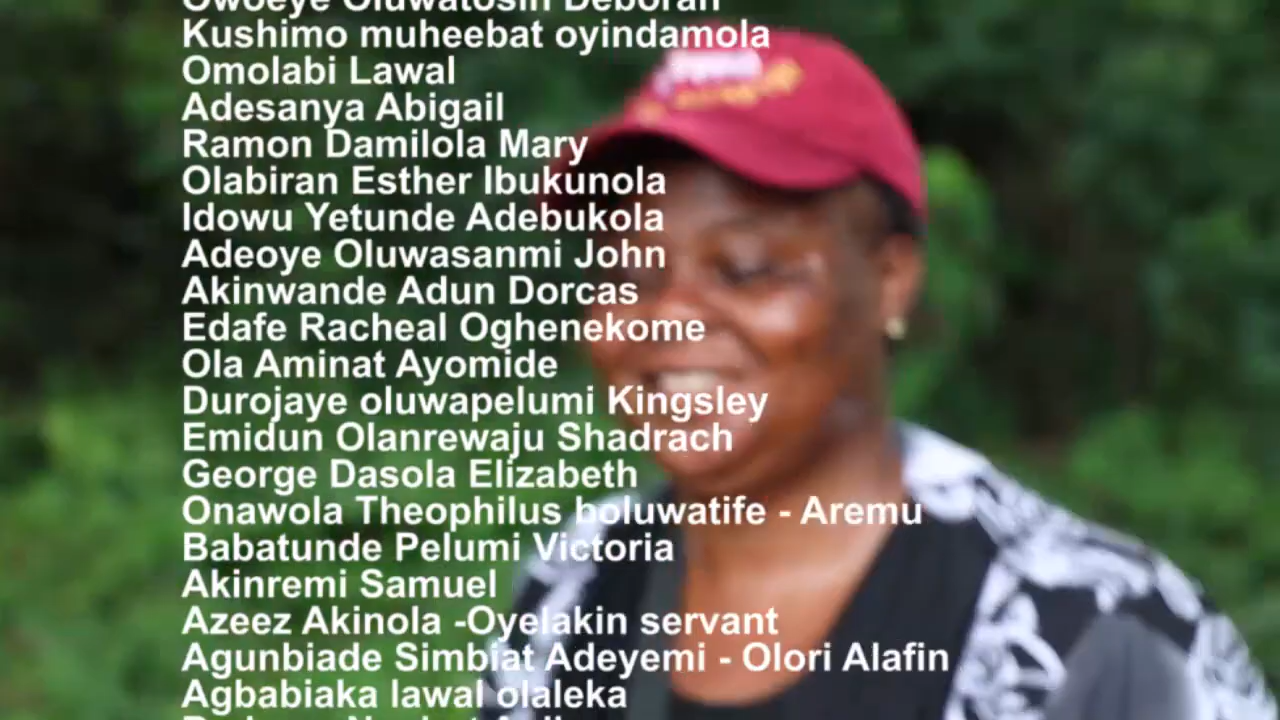 Owoeye Oluwatosin Deborah
Kushimo muheebat oyindamola
Omolabi Lawal
Adesanya Abigail
Ramon Damilola Mary
Olabiran Esther Ibukunola
Idowu Yetunde Adebukola
Adeoye Oluwasanmi John
Akinwande Adun Dorcas
Edafe Racheal Oghenekome
Ola Aminat Ayomide
Durojaye oluwapelumi Kingsley
Emidun Olanrewaju Shadrach
George Dasola Elizabeth
Onawola Theophilus boluwatife - Aremu
Babatunde Pelumi Victoria
Akinremi Samuel
Azeez Akinola -Oyelakin servant
Agunbiade Simbiat Adeyemi - Olori Alafin
Agbabiaka lawal olaleka